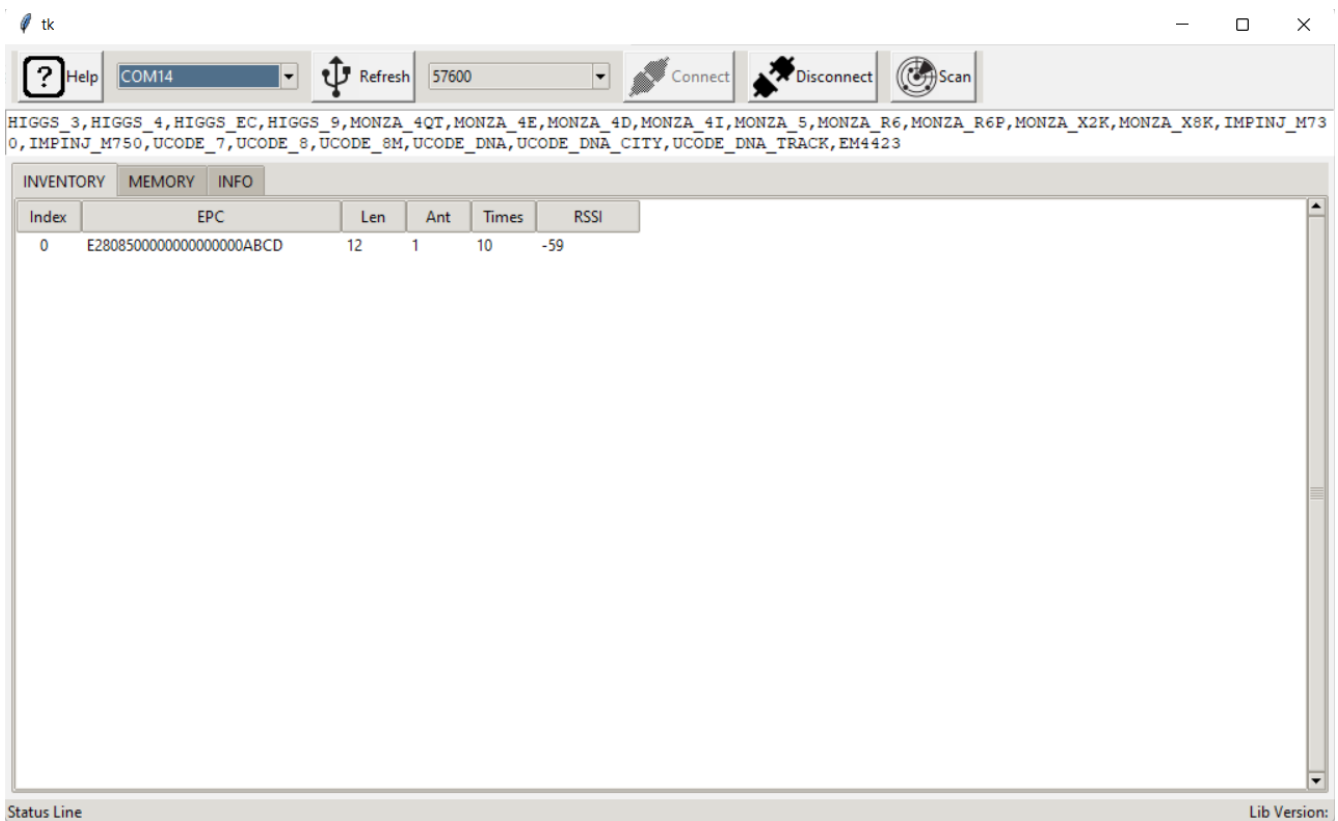 tk
Help COM14 Refresh 57600 Connect Disconnect Scan
HIGGS_3,HIGGS_4,HIGGS_EC,HIGGS_9,MONZA_4QT,MONZA_4E,MONZA_4D,MONZA_4I,MONZA_5,MONZA_R6,MONZA_R6P,MONZA_X2K,MONZA_X8K,IMPINJ_M73
0,IMPINJ_M750,UCODE_7,UCODE_8,UCODE_8M,UCODE_DNA,UCODE_DNA_CITY,UCODE_DNA_TRACK,EM4423
INVENTORY MEMORY INFO
Index EPC Len Ant Times RSSI
0 E2808500000000000000ABCD 12 1 10 -59
Status Line Lib Version: